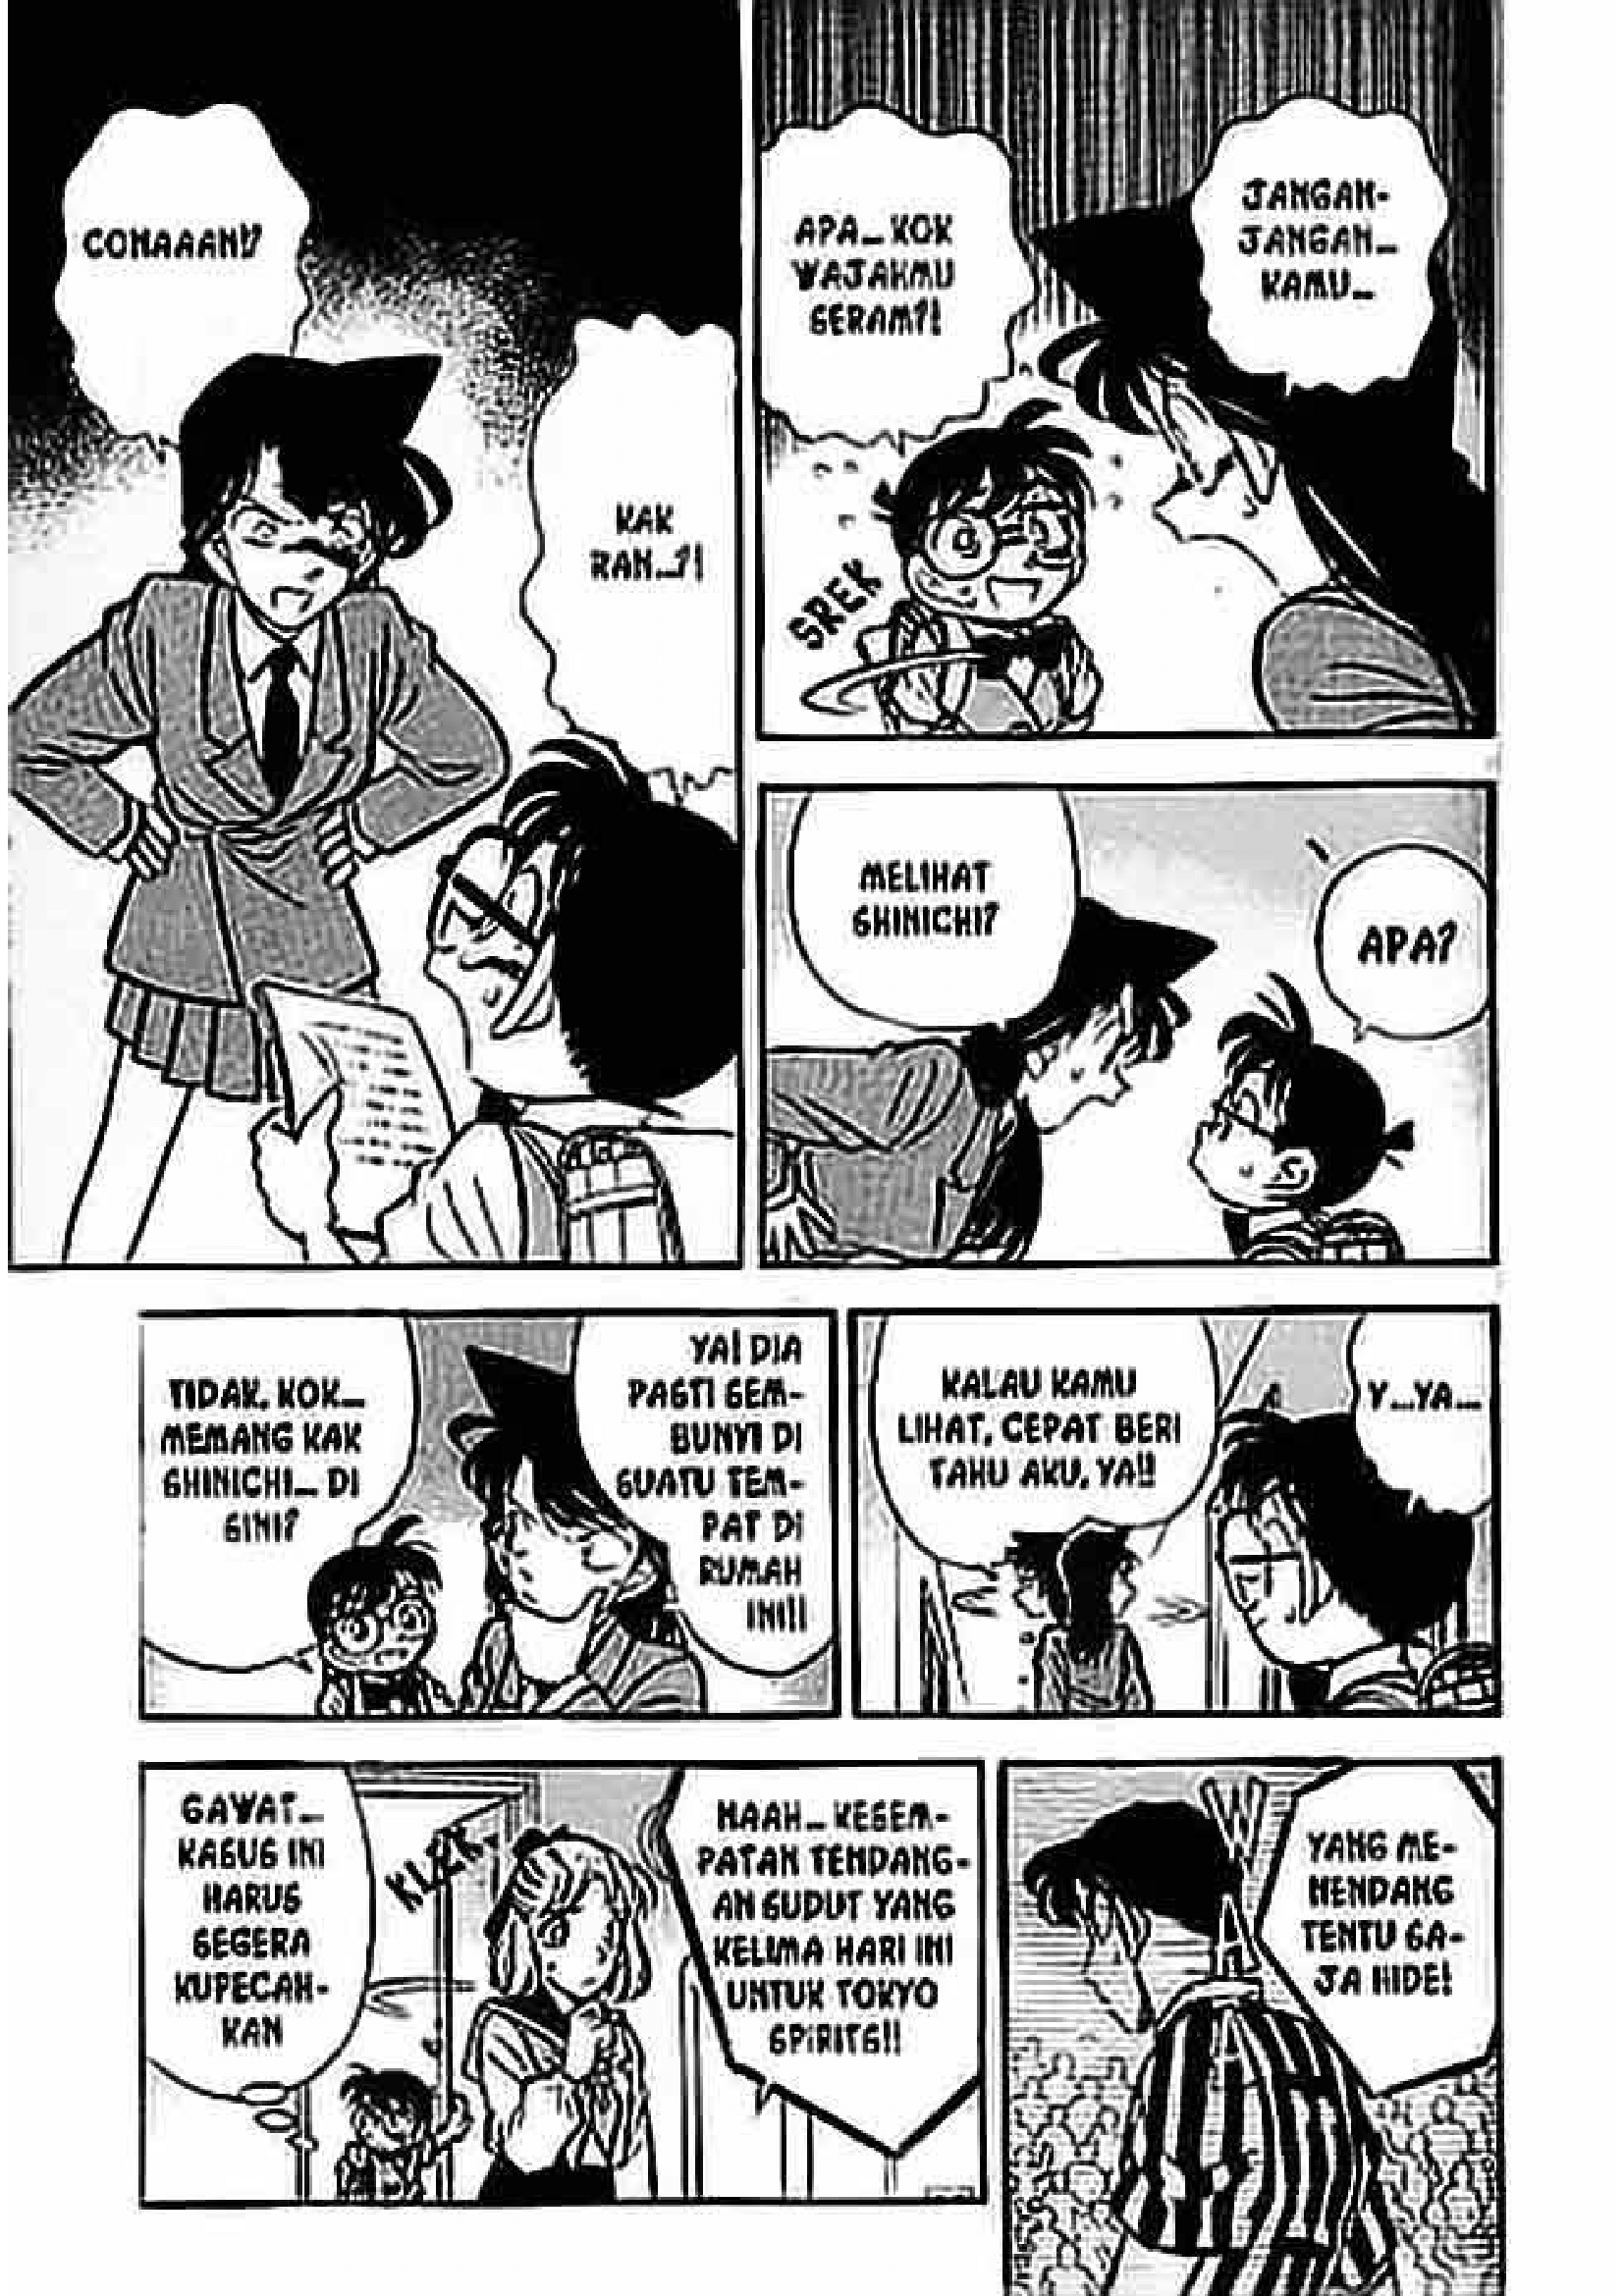 CONAAAN!?
KAK
RAN...?!
APA... KOK
WAJAHMU
SERAM?!
JANGAN-
JANGAN...
KAMU...
SREK
MELIHAT
SHINICHI?
APA?
TIDAK, KOK...
MEMANG KAK
SHINICHI... DI
SINI?
YA! DIA
PASTI SEM-
BUNYI DI
SUATU TEM-
PAT DI
RUMAH
INI!!
KALAU KAMU
LIHAT, CEPAT BERI
TAHU AKU, YA!!
Y...YA...
GAWAT...
KASUS INI
HARUS
SEGERA
KUPECAH-
KAN
KLEK
HAAH... KESEM-
PATAN TENDANG-
AN SUDUT YANG
KELIMA HARI INI
UNTUK TOKYO
SPIRITS!!
YANG ME-
NENDANG
TENTU SA-
JA HIDE!